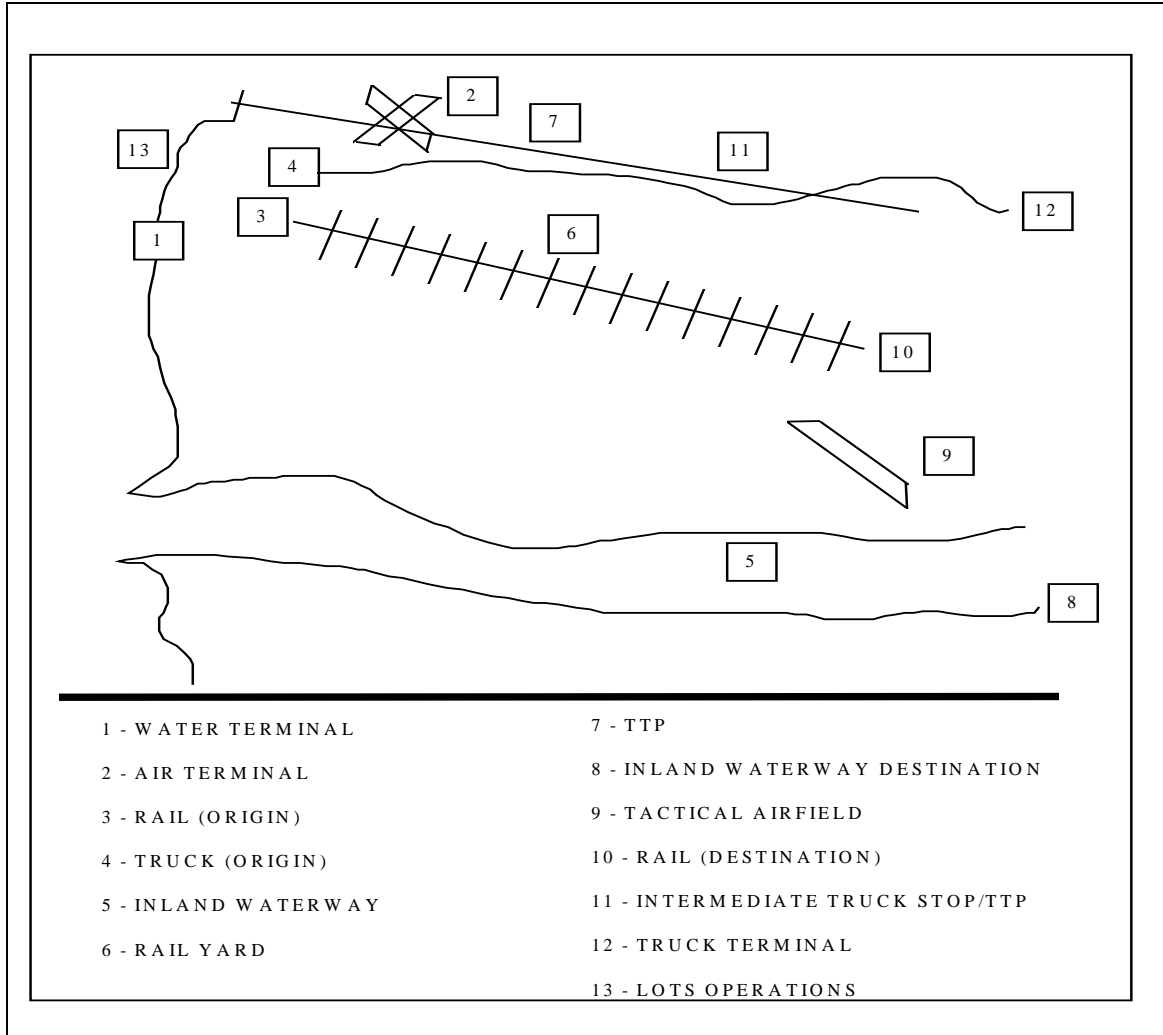 2
7
13
11
4
3
12
1
6
10
9
5
8
1 - WATER TERMINAL
2 - AIR TERMINAL
3 - RAIL (ORIGIN)
4 - TRUCK (ORIGIN)
5 - INLAND WATERWAY
6 - RAIL YARD
7 - TTP
8 - INLAND WATERWAY DESTINATION
9 - TACTICAL AIRFIELD
10 - RAIL (DESTINATION)
11 - INTERMEDIATE TRUCK STOP/TTP
12 - TRUCK TERMINAL
13 - LOTS OPERATIONS